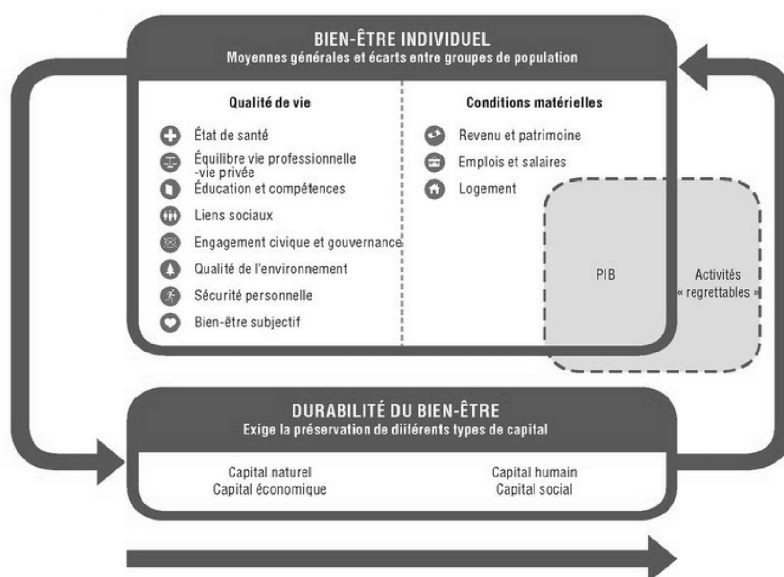 BIEN-ÊTRE INDIVIDUEL
Moyennes générales et écarts entre groupes de population
Qualité de vie
État de santé
Équilibre vie professionnelle
-vie privée
Éducation et compétences
Liens sociaux
Engagement civique et gouvernance
Qualité de l'environnement
Sécurité personnelle
Bien-être subjectif
Conditions matérielles
Revenu et patrimoine
Emplois et salaires
Logement
PIB
Activités
« regrettables »
DURABILITÉ DU BIEN-ÊTRE
Exige la préservation de diiiérents types de capital
Capital naturel
Capital économique
Capital humain
Capital social